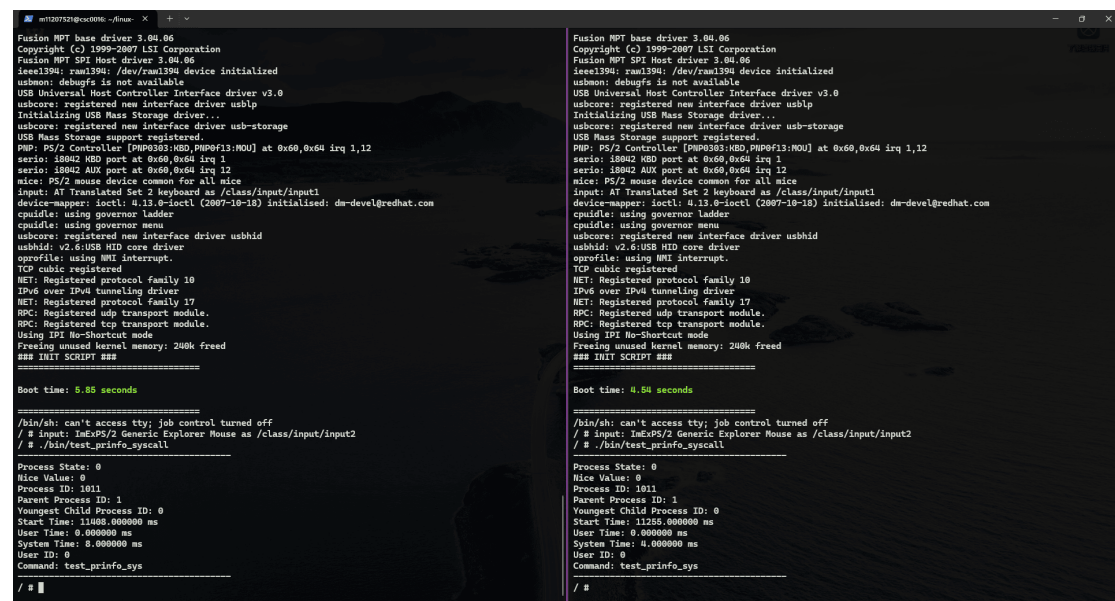 m11207521@csc0016: ~/linux-
Fusion MPT base driver 3.04.06
Copyright (c) 1999-2007 LSI Corporation
Fusion MPT SPI Host driver 3.04.06
ieee1394: raw1394: /dev/raw1394 device initialized
usbmon: debugfs is not available
USB Universal Host Controller Interface driver v3.0
usbcore: registered new interface driver usblp
Initializing USB Mass Storage driver...
usbcore: registered new interface driver usb-storage
USB Mass Storage support registered.
PNP: PS/2 Controller [PNP0303:KBD,PNP0f13:MOU] at 0x60,0x64 irq 1,12
serio: i8042 KBD port at 0x60,0x64 irq 1
serio: i8042 AUX port at 0x60,0x64 irq 12
mice: PS/2 mouse device common for all mice
input: AT Translated Set 2 keyboard as /class/input/input1
device-mapper: ioctl: 4.13.0-ioctl (2007-10-18) initialised: dm-devel@redhat.com
cpuidle: using governor ladder
cpuidle: using governor menu
usbcore: registered new interface driver usbhid
usbhid: v2.6:USB HID core driver
oprofile: using NMI interrupt.
TCP cubic registered
NET: Registered protocol family 10
IPv6 over IPv4 tunneling driver
NET: Registered protocol family 17
RPC: Registered udp transport module.
RPC: Registered tcp transport module.
Using IPI No-Shortcut mode
Freeing unused kernel memory: 240k freed
### INIT SCRIPT ###
==================================
Boot time: 5.85 seconds
==================================
/bin/sh: can't access tty; job control turned off
/ # input: ImExPS/2 Generic Explorer Mouse as /class/input/input2
/ # ./bin/test_prinfo_syscall
----------------------------------------
Process State: 0
Nice Value: 0
Process ID: 1011
Parent Process ID: 1
Youngest Child Process ID: 0
Start Time: 11408.000000 ms
User Time: 0.000000 ms
System Time: 8.000000 ms
User ID: 0
Command: test_prinfo_sys
----------------------------------------
/ #
Fusion MPT base driver 3.04.06
Copyright (c) 1999-2007 LSI Corporation
Fusion MPT SPI Host driver 3.04.06
ieee1394: raw1394: /dev/raw1394 device initialized
usbmon: debugfs is not available
USB Universal Host Controller Interface driver v3.0
usbcore: registered new interface driver usblp
Initializing USB Mass Storage driver...
usbcore: registered new interface driver usb-storage
USB Mass Storage support registered.
PNP: PS/2 Controller [PNP0303:KBD,PNP0f13:MOU] at 0x60,0x64 irq 1,12
serio: i8042 KBD port at 0x60,0x64 irq 1
serio: i8042 AUX port at 0x60,0x64 irq 12
mice: PS/2 mouse device common for all mice
input: AT Translated Set 2 keyboard as /class/input/input1
device-mapper: ioctl: 4.13.0-ioctl (2007-10-18) initialised: dm-devel@redhat.com
cpuidle: using governor ladder
cpuidle: using governor menu
usbcore: registered new interface driver usbhid
usbhid: v2.6:USB HID core driver
oprofile: using NMI interrupt.
TCP cubic registered
NET: Registered protocol family 10
IPv6 over IPv4 tunneling driver
NET: Registered protocol family 17
RPC: Registered udp transport module.
RPC: Registered tcp transport module.
Using IPI No-Shortcut mode
Freeing unused kernel memory: 240k freed
### INIT SCRIPT ###
==================================
Boot time: 4.54 seconds
==================================
/bin/sh: can't access tty; job control turned off
/ # input: ImExPS/2 Generic Explorer Mouse as /class/input/input2
/ # ./bin/test_prinfo_syscall
----------------------------------------
Process State: 0
Nice Value: 0
Process ID: 1011
Parent Process ID: 1
Youngest Child Process ID: 0
Start Time: 11255.000000 ms
User Time: 0.000000 ms
System Time: 4.000000 ms
User ID: 0
Command: test_prinfo_sys
----------------------------------------
/ #